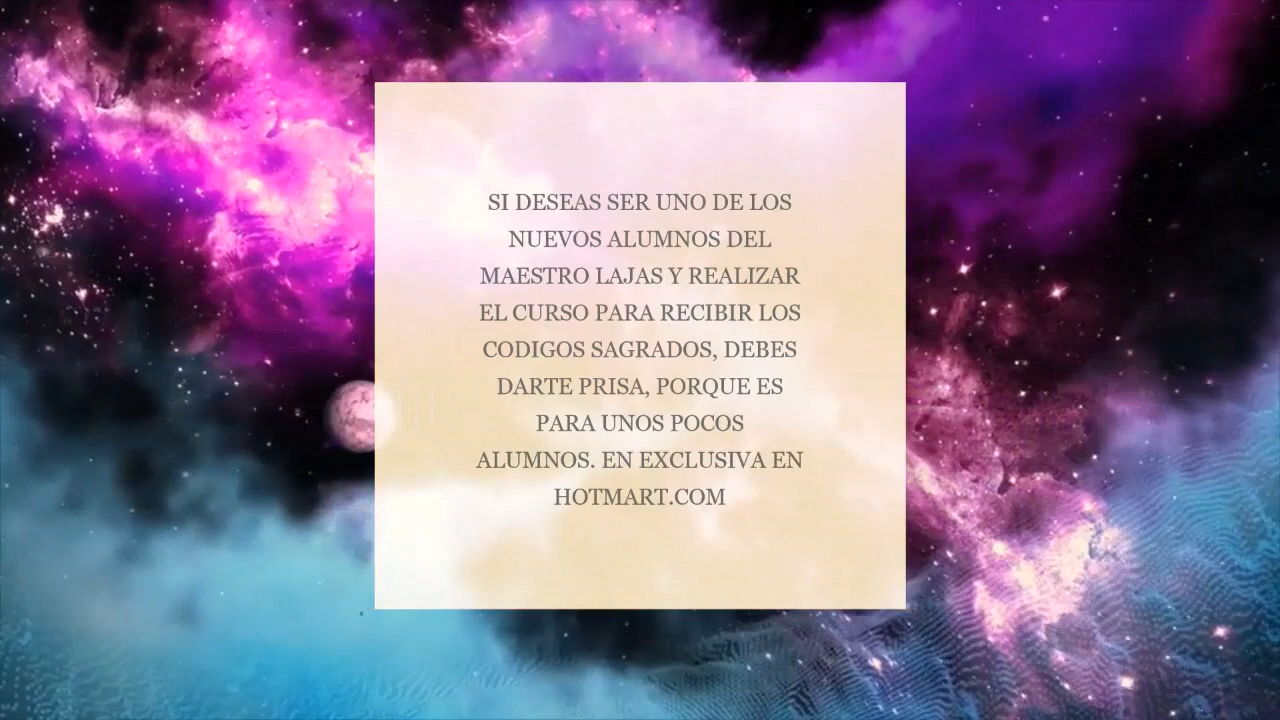 SI DESEAS SER UNO DE LOS
NUEVOS ALUMNOS DEL
MAESTRO LAJAS Y REALIZAR
EL CURSO PARA RECIBIR LOS
CODIGOS SAGRADOS, DEBES
DARTE PRISA, PORQUE ES
PARA UNOS POCOS
ALUMNOS. EN EXCLUSIVA EN
HOTMART.COM